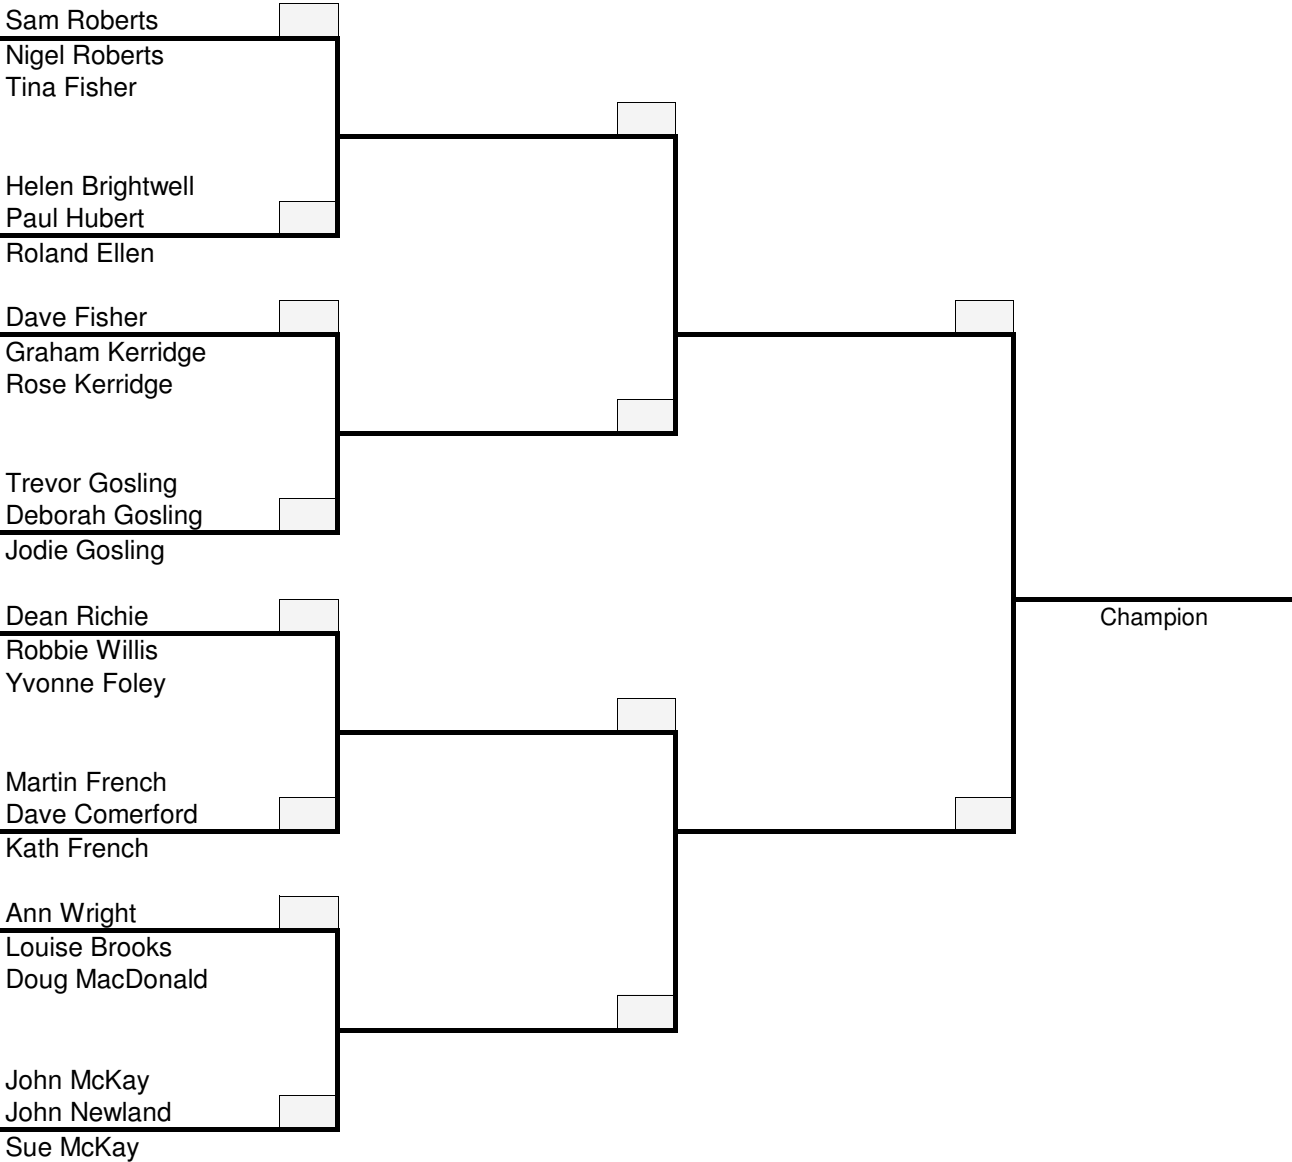 Sam Roberts
Nigel Roberts
Tina Fisher
Helen Brightwell
Paul Hubert
Roland Ellen
Dave Fisher
Graham Kerridge
Rose Kerridge
Trevor Gosling
Deborah Gosling
Jodie Gosling
Dean Richie
Robbie Willis
Yvonne Foley
Martin French
Dave Comerford
Kath French
Ann Wright
Louise Brooks
Doug MacDonald
John McKay
John Newland
Sue McKay
Champion